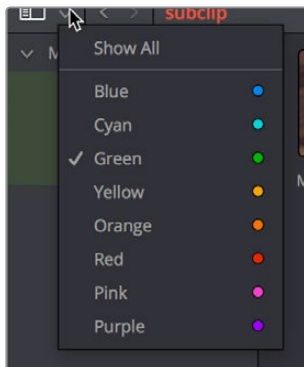 subclip
Show All
Blue
Cyan
Green
Yellow
Orange
Red
Pink
Purple